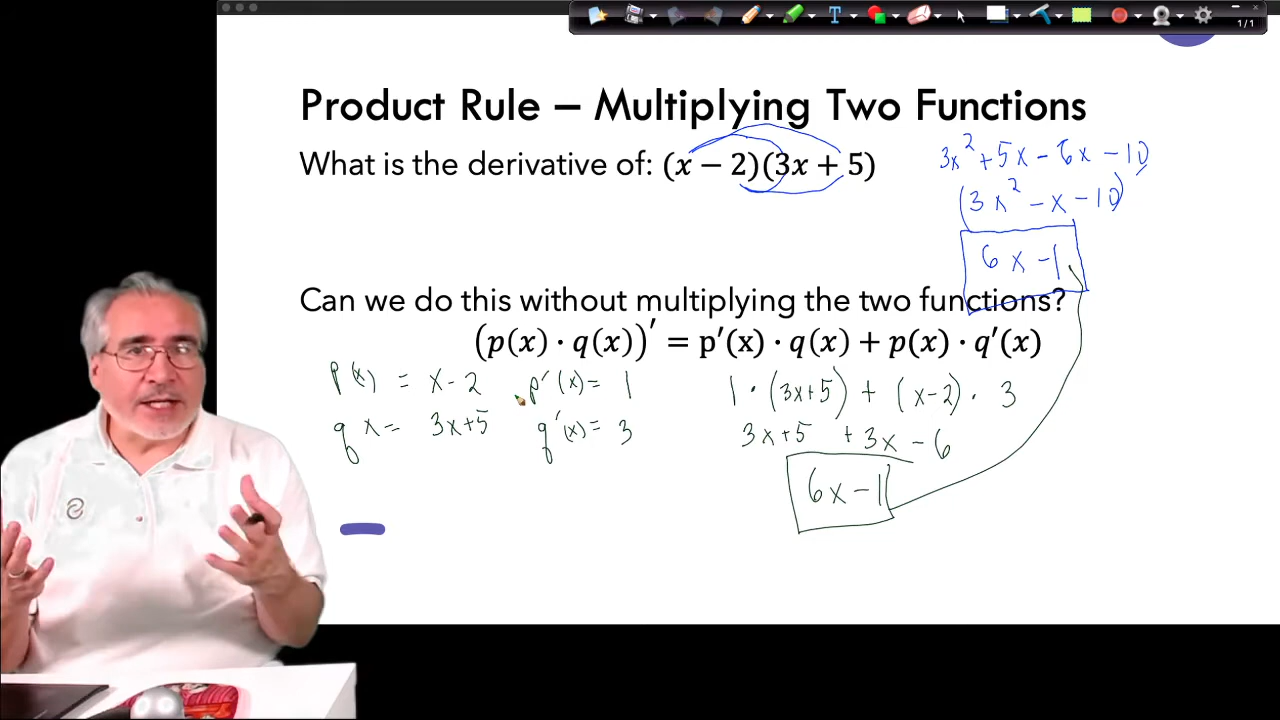 1/1
Product Rule – Multiplying Two Functions
What is the derivative of: (x − 2)(3x + 5)
3x² + 5x − 6x − 10
(3x² − x − 10)
6x − 1
Can we do this without multiplying the two functions?
(p(x) · q(x))′ = p′(x) · q(x) + p(x) · q′(x)
p(x) = x − 2 p′(x) = 1 1 · (3x+5) + (x−2) · 3
q x = 3x+5 q′(x) = 3 3x+5 + 3x − 6
6x − 1